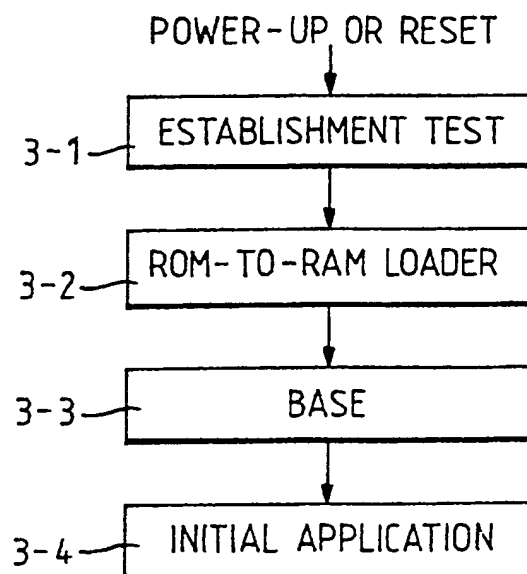 POWER-UP OR RESET
3-1 ESTABLISHMENT TEST
3-2 ROM-TO-RAM LOADER
3-3 BASE
3-4 INITIAL APPLICATION